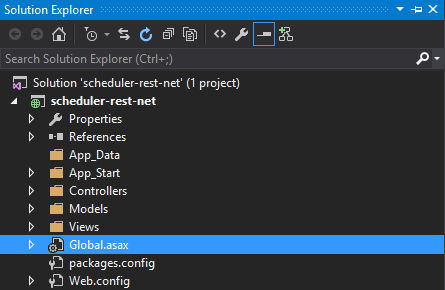 Solution Explorer
Search Solution Explorer (Ctrl+;)
Solution 'scheduler-rest-net' (1 project)
scheduler-rest-net
Properties
References
App_Data
App_Start
Controllers
Models
Views
Global.asax
packages.config
Web.config